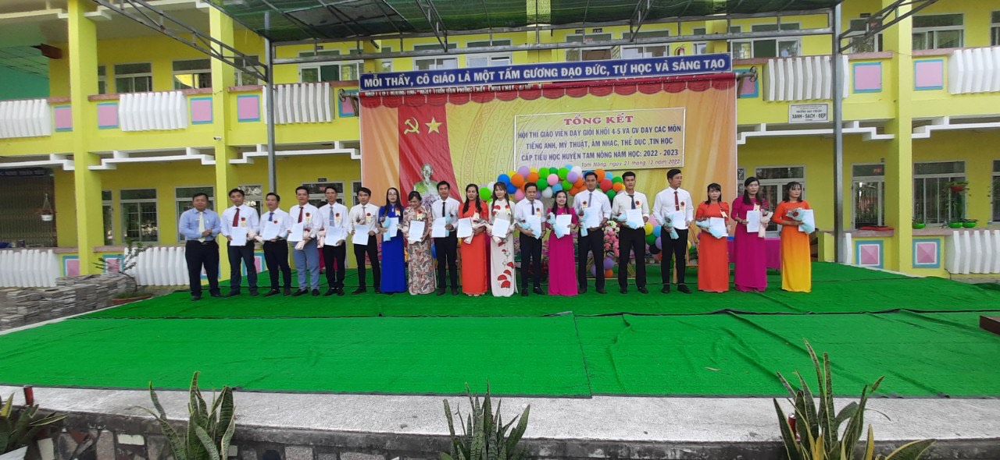 MỖI THẦY, CÔ GIÁO LÀ MỘT TẤM GƯƠNG ĐẠO ĐỨC, TỰ HỌC VÀ SÁNG TẠO
TỔNG KẾT
HỘI THI GIÁO VIÊN DẠY GIỎI KHỐI 4-5 VÀ GV DẠY CÁC MÔN
TIẾNG ANH, MỸ THUẬT, ÂM NHẠC, THỂ DỤC ,TIN HỌC
CẤP TIỂU HỌC HUYỆN TAM NÔNG NĂM HỌC: 2022 - 2023
Tam Nông, ngày 21 tháng 12 năm 2022
XANH - SẠCH - ĐẸP